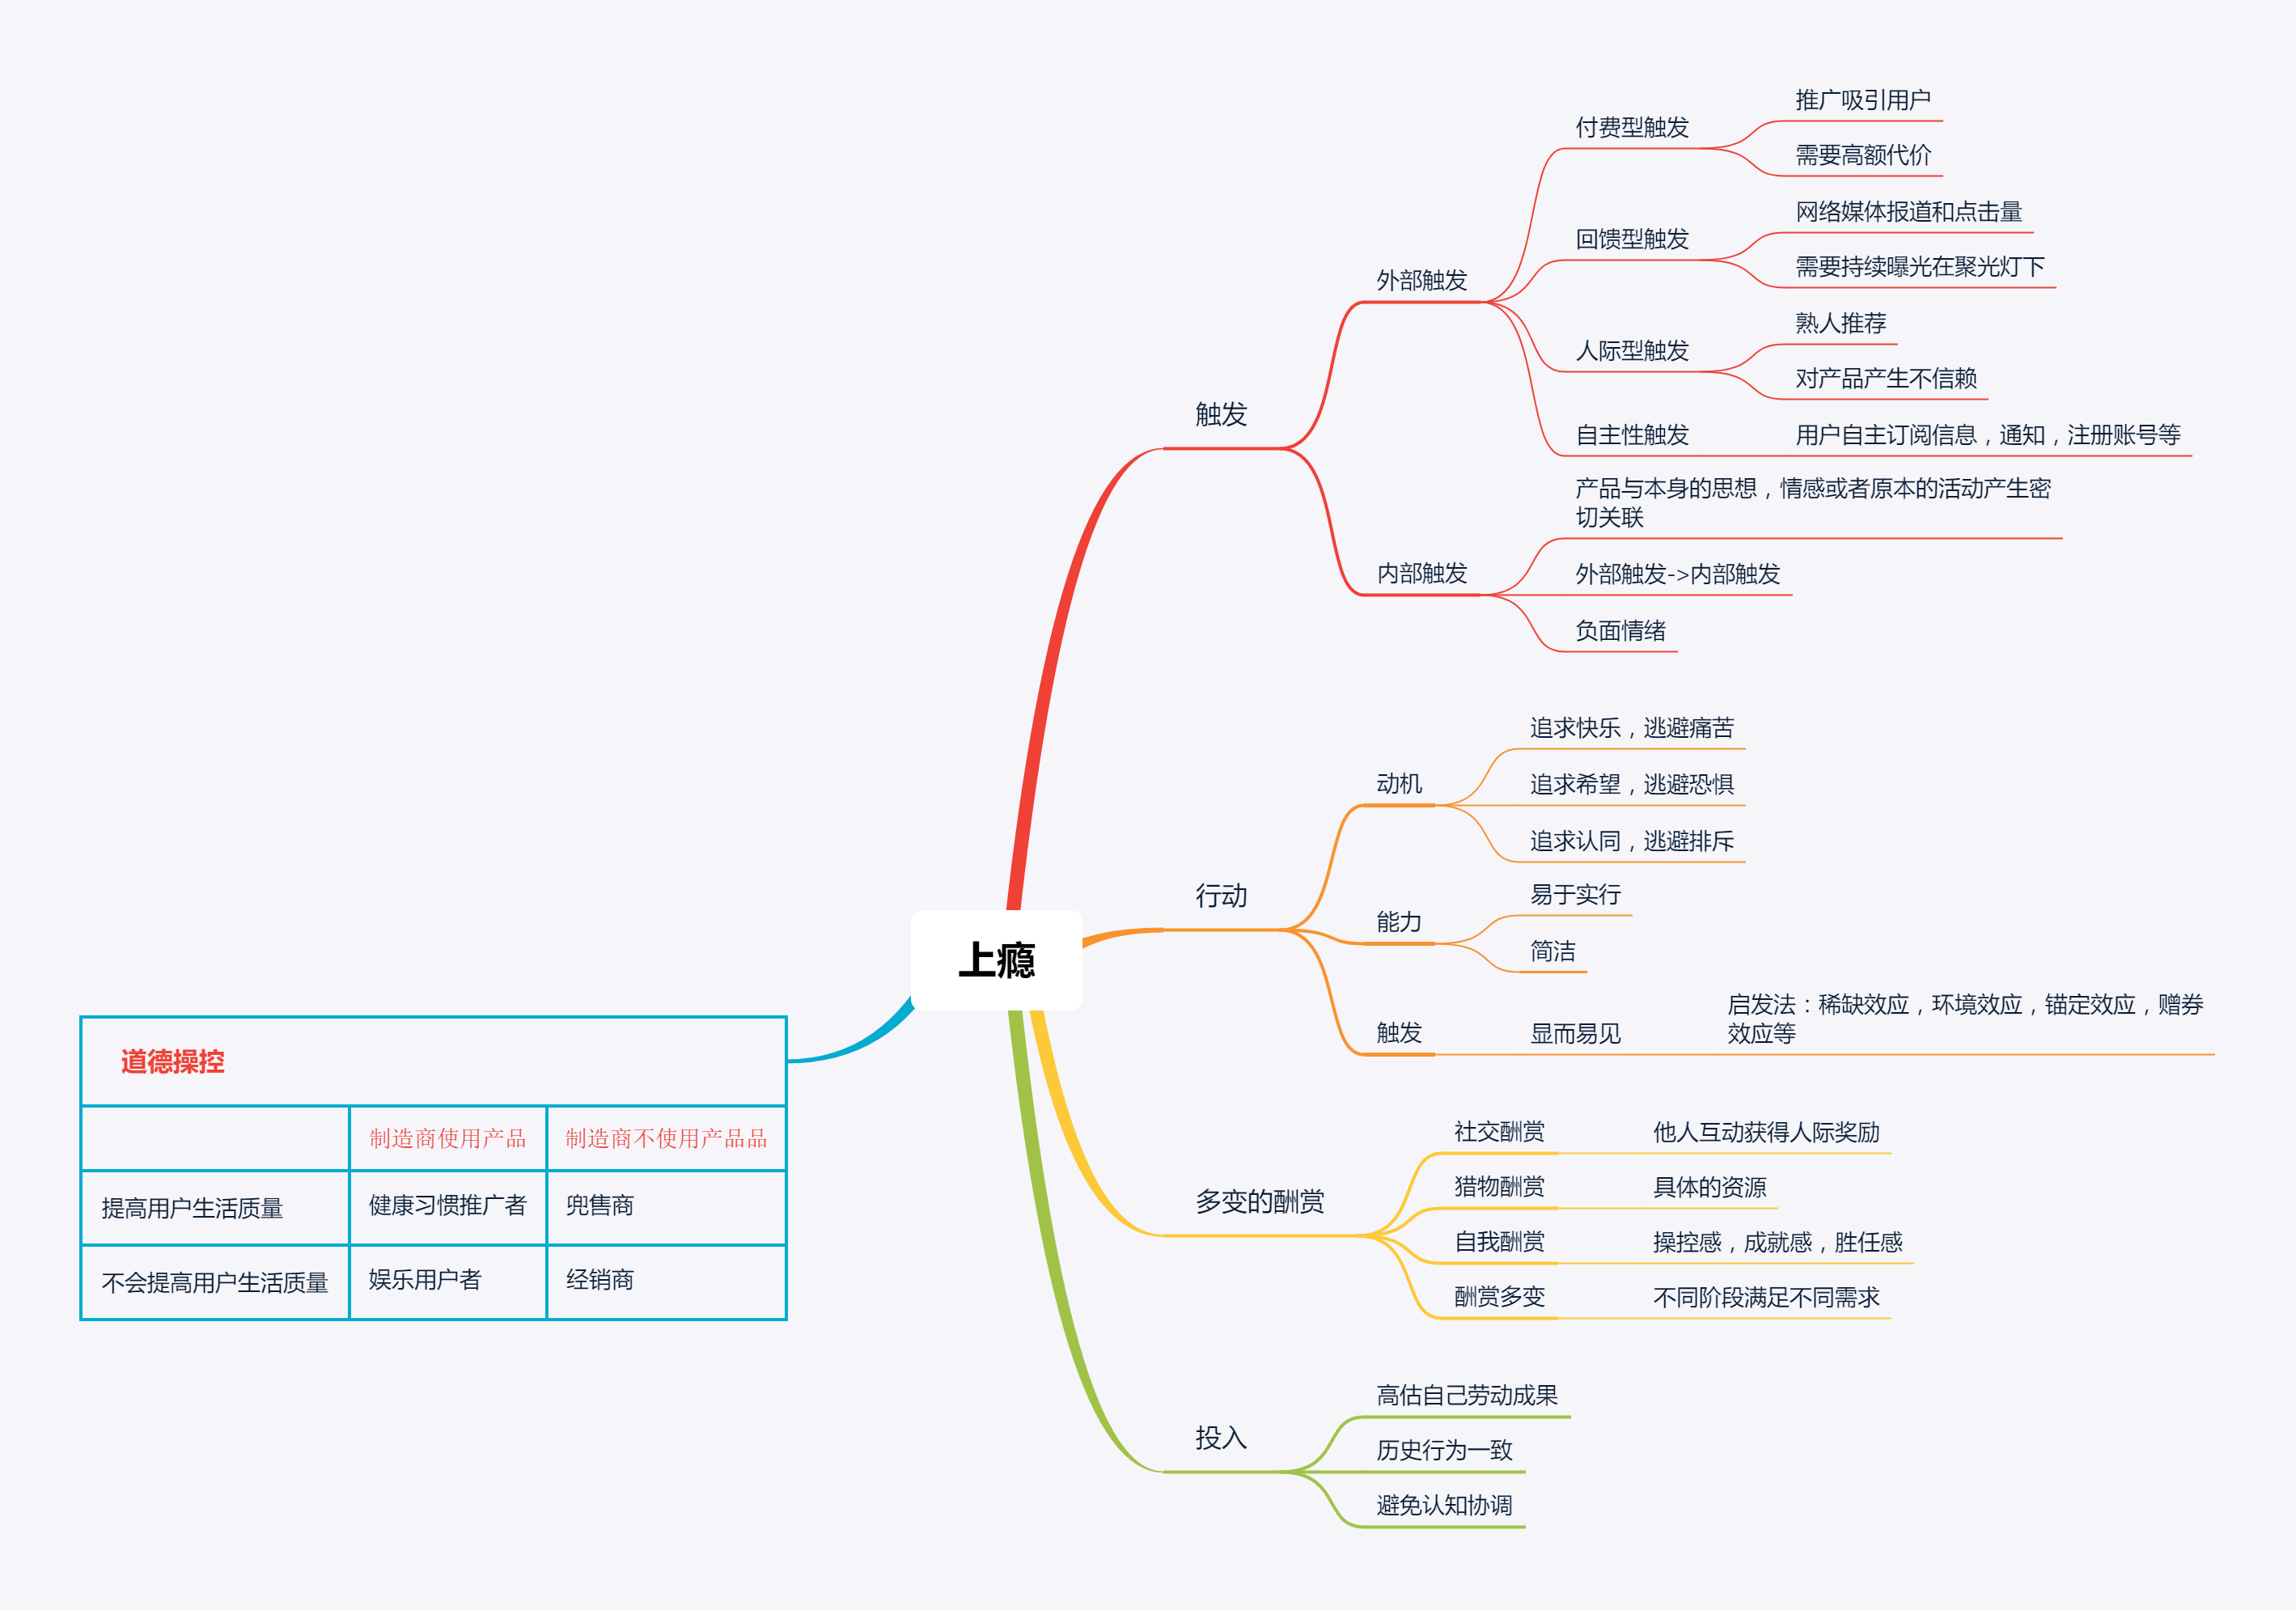 上瘾
触发
外部触发
付费型触发
推广吸引用户
需要高额代价
回馈型触发
网络媒体报道和点击量
需要持续曝光在聚光灯下
人际型触发
熟人推荐
对产品产生不信赖
自主性触发
用户自主订阅信息，通知，注册账号等
内部触发
产品与本身的思想，情感或者原本的活动产生密
切关联
外部触发->内部触发
负面情绪
行动
动机
追求快乐，逃避痛苦
追求希望，逃避恐惧
追求认同，逃避排斥
能力
易于实行
简洁
触发
显而易见
启发法：稀缺效应，环境效应，锚定效应，赠券
效应等
多变的酬赏
社交酬赏
他人互动获得人际奖励
猎物酬赏
具体的资源
自我酬赏
操控感，成就感，胜任感
酬赏多变
不同阶段满足不同需求
投入
高估自己劳动成果
历史行为一致
避免认知协调
道德操控
制造商使用产品
制造商不使用产品品
提高用户生活质量
健康习惯推广者
兜售商
不会提高用户生活质量
娱乐用户者
经销商